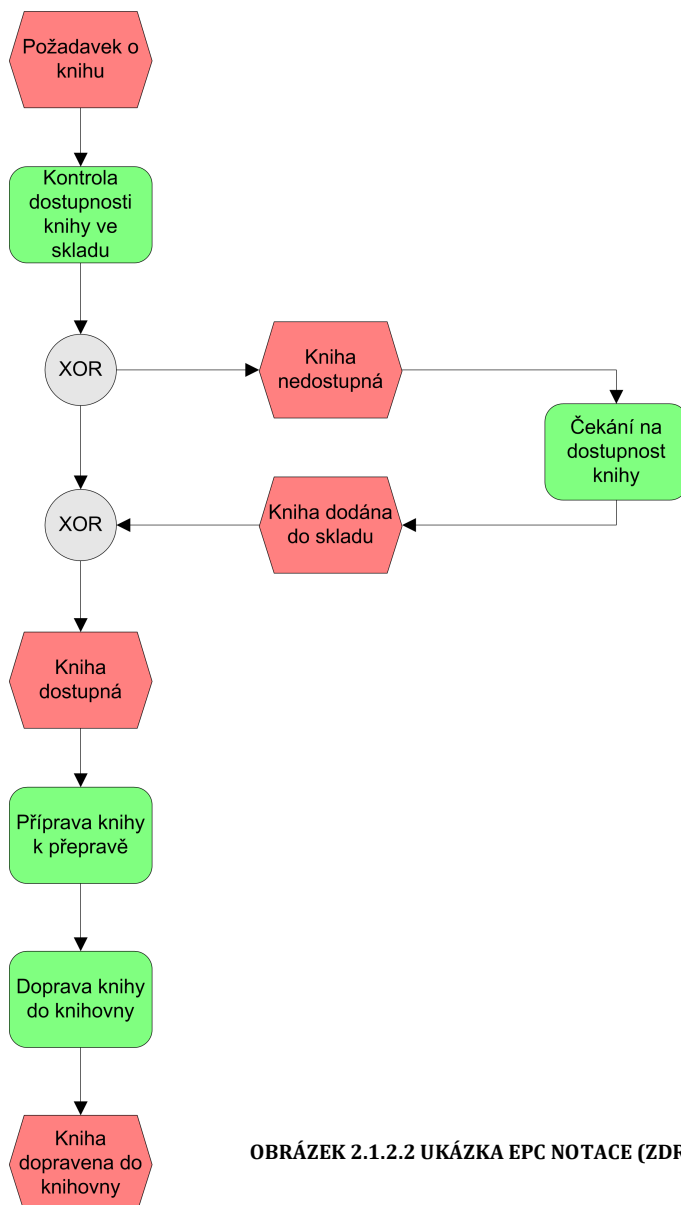 Požadavek o
knihu
Kontrola
dostupnosti
knihy ve
skladu
XOR
Kniha
nedostupná
Čekání na
dostupnost
knihy
XOR
Kniha dodána
do skladu
Kniha
dostupná
Příprava knihy
k přepravě
Doprava knihy
do knihovny
Kniha
dopravena do
knihovny
OBRÁZEK 2.1.2.2 UKÁZKA EPC NOTACE (ZDR